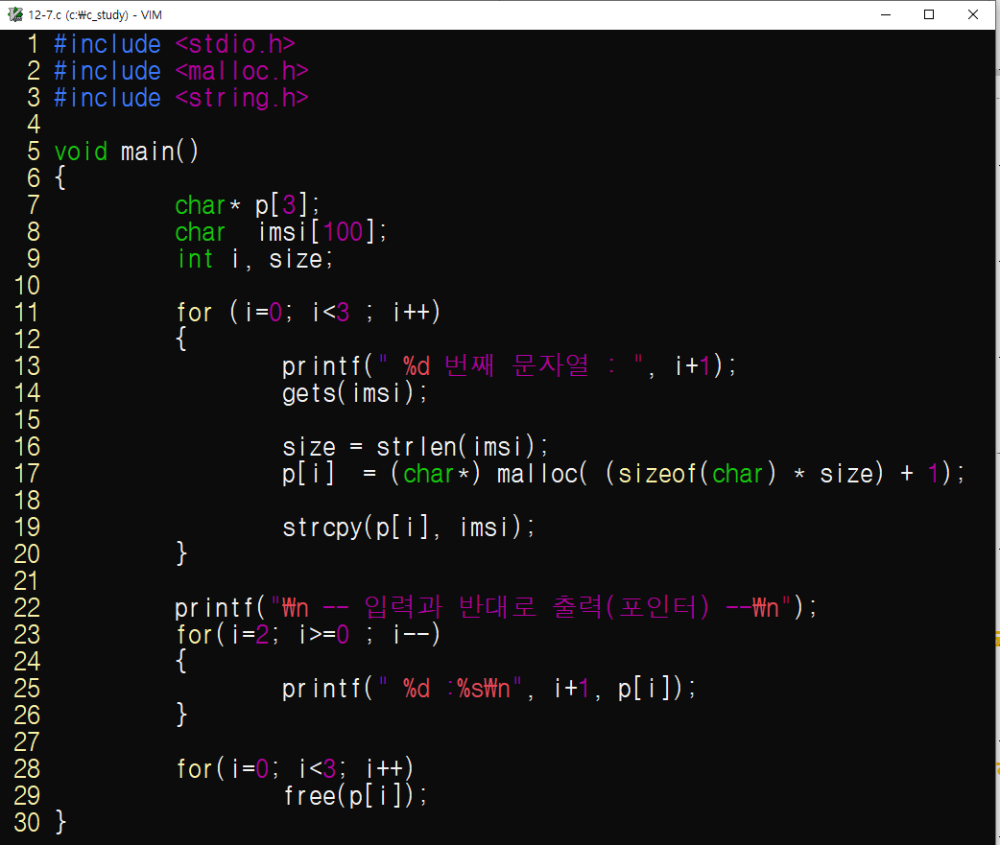 12-7.c (c:₩c_study) - VIM
1 #include <stdio.h>
2 #include <malloc.h>
3 #include <string.h>
4
5 void main()
6 {
7 char* p[3];
8 char  imsi[100];
9 int i, size;
10
11 for (i=0; i<3 ; i++)
12 {
13 printf(" %d 번째 문자열 : ", i+1);
14 gets(imsi);
15
16 size = strlen(imsi);
17 p[i]  = (char*) malloc( (sizeof(char) * size) + 1);
18
19 strcpy(p[i], imsi);
20 }
21
22 printf("₩n -- 입력과 반대로 출력(포인터) --₩n");
23 for(i=2; i>=0 ; i--)
24 {
25 printf(" %d :%s₩n", i+1, p[i]);
26 }
27
28 for(i=0; i<3; i++)
29 free(p[i]);
30 }